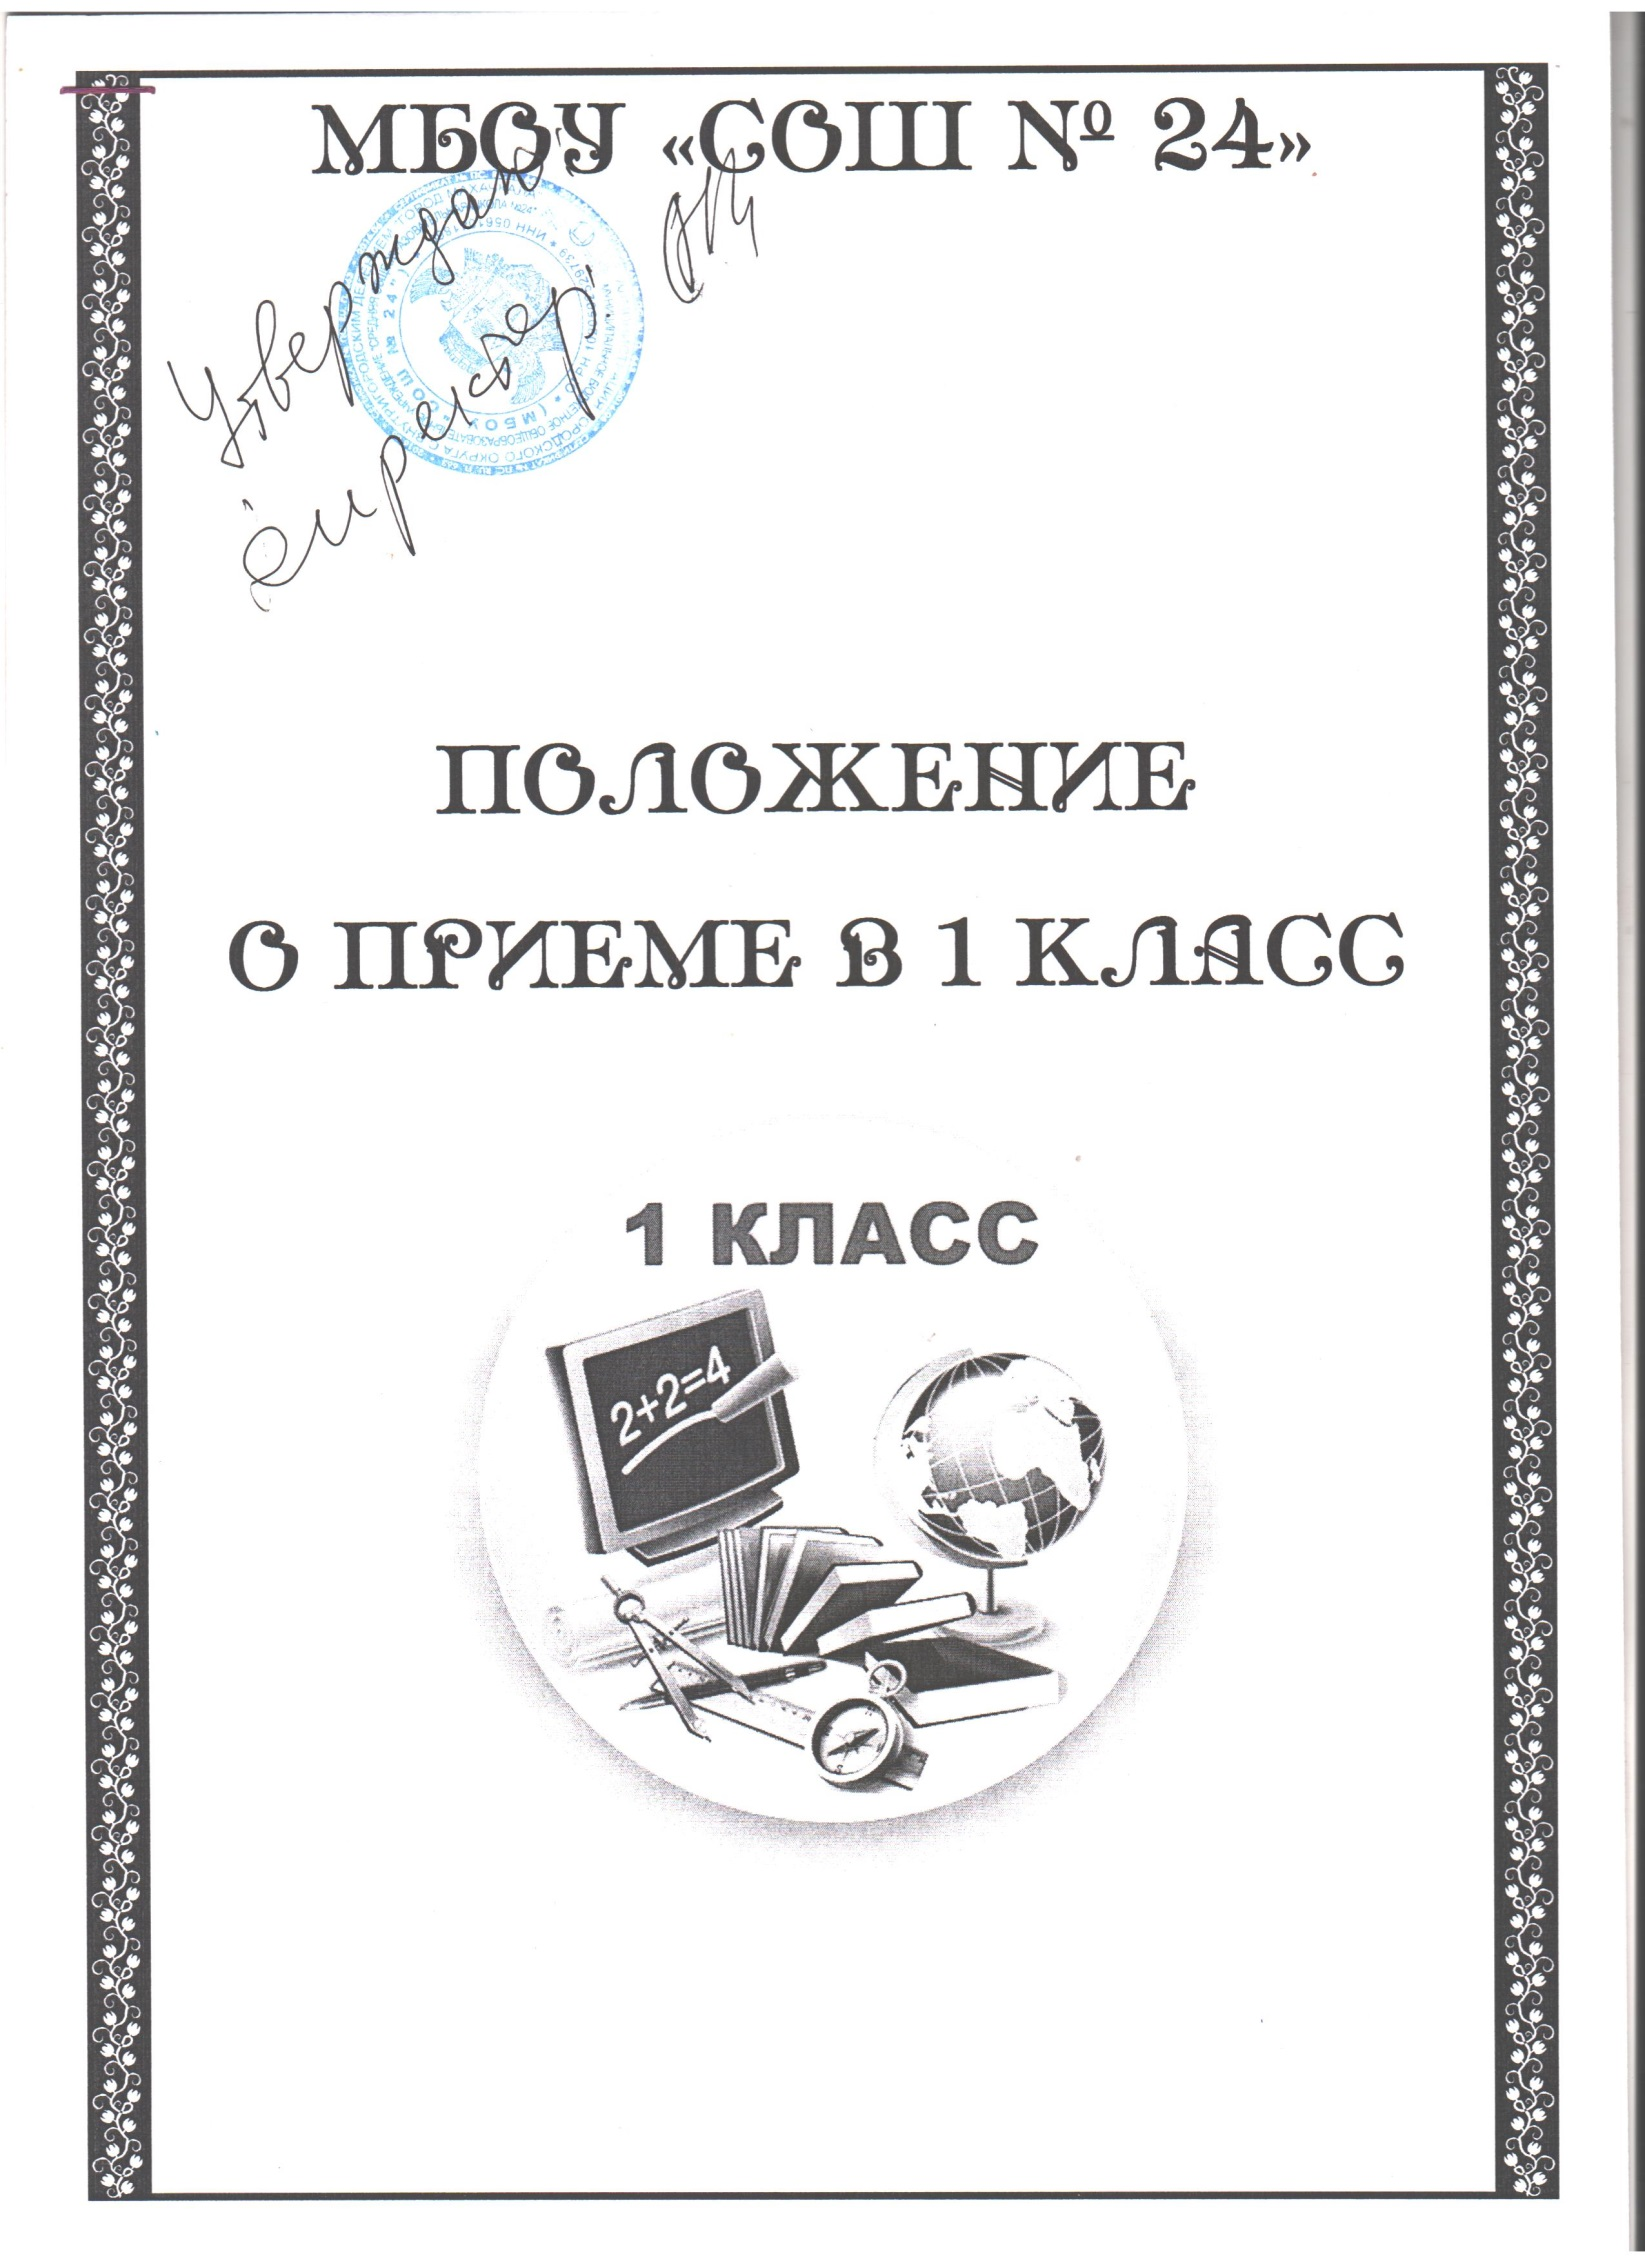 МБОУ «СОШ № 24»
Утверждаю
директор:
ПОЛОЖЕНИЕ
О ПРИЕМЕ В 1 КЛАСС
1 КЛАСС
2+2=4